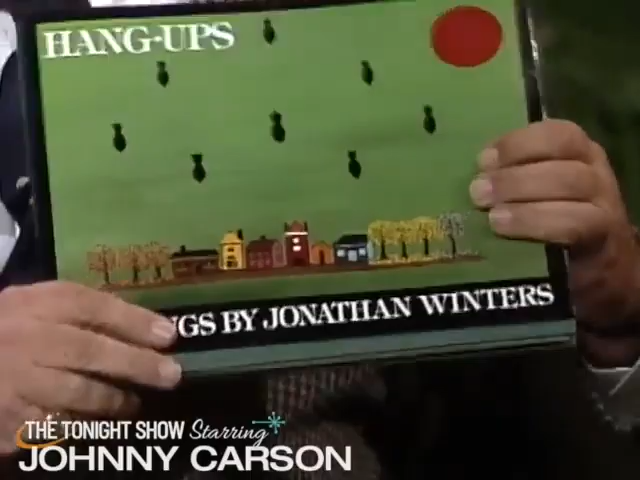 HANG-UPS
BY JONATHAN WINTERS
THE TONIGHT SHOW Starring
JOHNNY CARSON